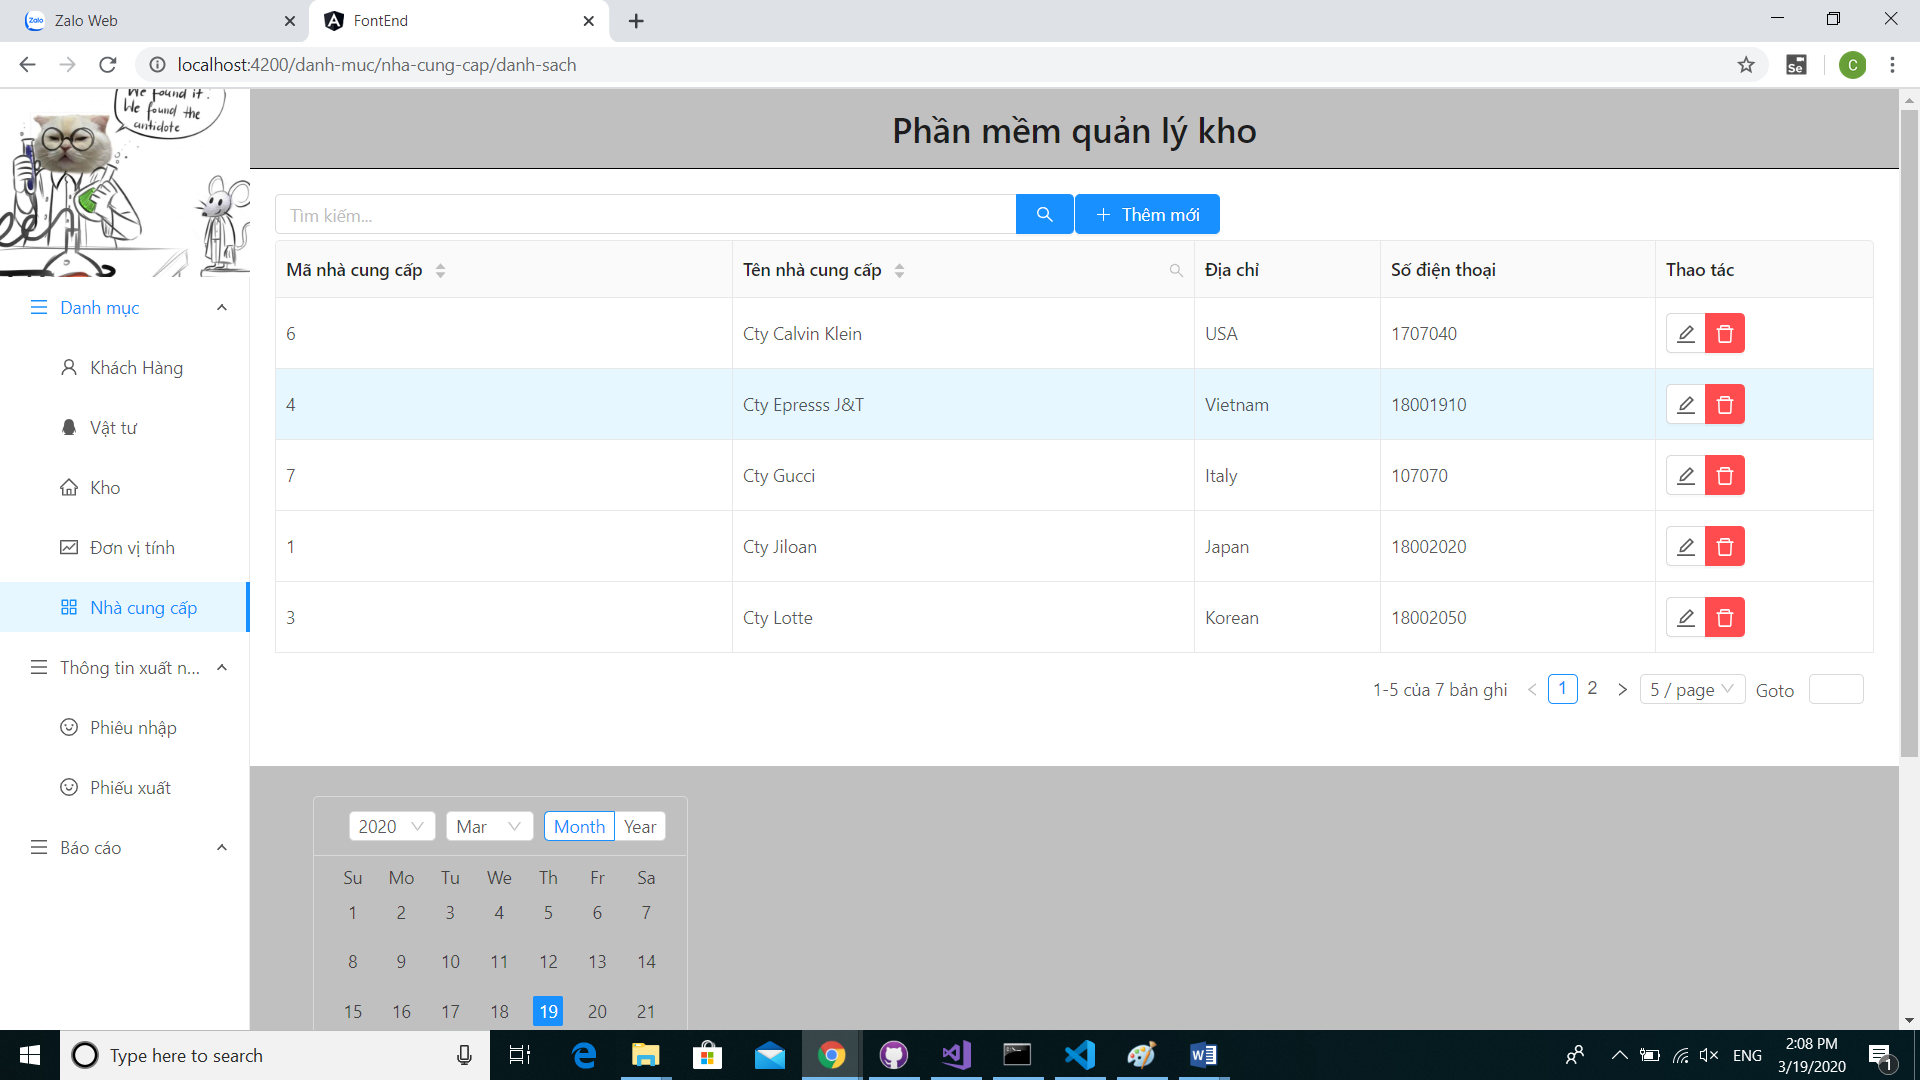 Zalo Web
FontEnd
localhost:4200/danh-muc/nha-cung-cap/danh-sach
Se
C
We found it!
We found the
antidote
Phần mềm quản lý kho
Tìm kiếm...
Thêm mới
Mã nhà cung cấp Tên nhà cung cấp Địa chỉ Số điện thoại Thao tác
6 Cty Calvin Klein USA 1707040
4 Cty Epresss J&T Vietnam 18001910
7 Cty Gucci Italy 107070
1 Cty Jiloan Japan 18002020
3 Cty Lotte Korean 18002050
1-5 của 7 bản ghi 1 2 5 / page Goto
Danh mục
Khách Hàng
Vật tư
Kho
Đơn vị tính
Nhà cung cấp
Thông tin xuất n...
Phiêu nhập
Phiếu xuất
Báo cáo
2020 Mar Month Year
Su Mo Tu We Th Fr Sa
1 2 3 4 5 6 7
8 9 10 11 12 13 14
15 16 17 18 19 20 21
Type here to search
ENG
2:08 PM
3/19/2020
1